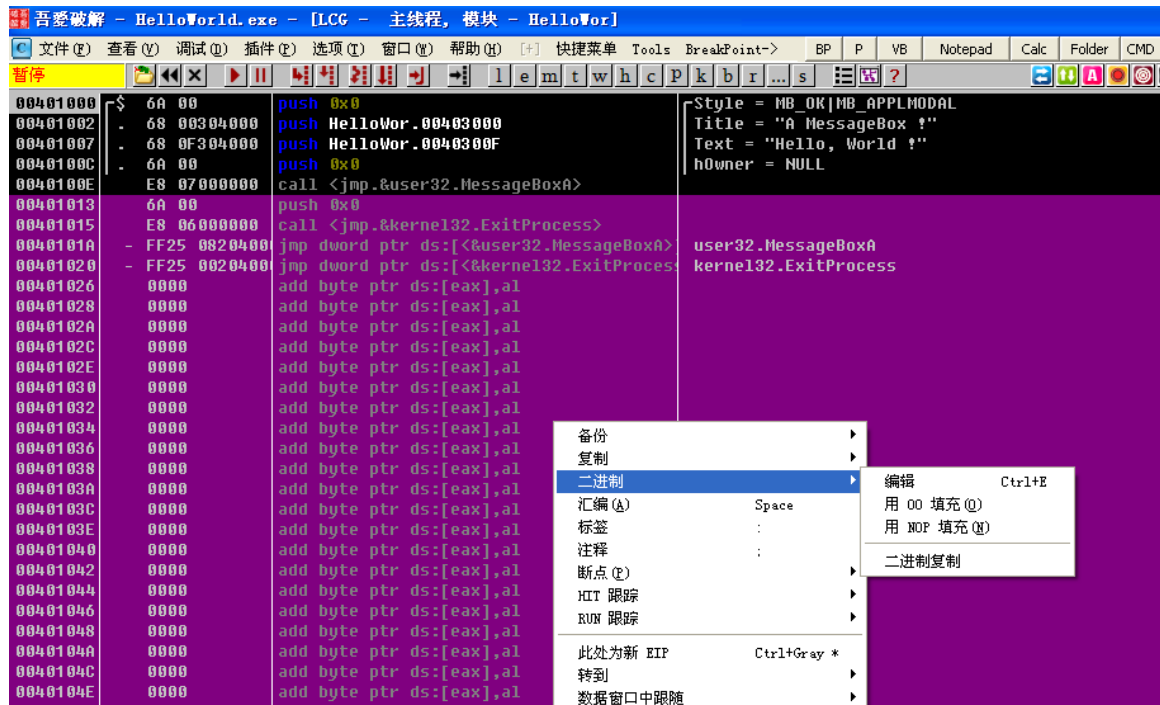 吾爱破解 - HelloWorld.exe - [LCG - 主线程, 模块 - HelloWor]
C 文件(F) 查看(V) 调试(D) 插件(P) 选项(T) 窗口(W) 帮助(H) [+] 快捷菜单 Tools BreakPoint-> BP P VB Notepad Calc Folder CMD
暂停 l e m t w h c P k b r ... s ?
00401000 $ 6A 00 push 0x0 Style = MB_OK|MB_APPLMODAL
00401002 . 68 00304000 push HelloWor.00403000 Title = "A MessageBox !"
00401007 . 68 0F304000 push HelloWor.0040300F Text = "Hello, World !"
0040100C . 6A 00 push 0x0 hOwner = NULL
0040100E E8 07000000 call <jmp.&user32.MessageBoxA>
00401013 6A 00 push 0x0
00401015 E8 06000000 call <jmp.&kernel32.ExitProcess>
0040101A - FF25 0820400 jmp dword ptr ds:[<&user32.MessageBoxA> user32.MessageBoxA
00401020 - FF25 0020400 jmp dword ptr ds:[<&kernel32.ExitProces kernel32.ExitProcess
00401026 0000 add byte ptr ds:[eax],al
00401028 0000 add byte ptr ds:[eax],al
0040102A 0000 add byte ptr ds:[eax],al
0040102C 0000 add byte ptr ds:[eax],al
0040102E 0000 add byte ptr ds:[eax],al
00401030 0000 add byte ptr ds:[eax],al
00401032 0000 add byte ptr ds:[eax],al
00401034 0000 add byte ptr ds:[eax],al
00401036 0000 add byte ptr ds:[eax],al
00401038 0000 add byte ptr ds:[eax],al
0040103A 0000 add byte ptr ds:[eax],al
0040103C 0000 add byte ptr ds:[eax],al
0040103E 0000 add byte ptr ds:[eax],al
00401040 0000 add byte ptr ds:[eax],al
00401042 0000 add byte ptr ds:[eax],al
00401044 0000 add byte ptr ds:[eax],al
00401046 0000 add byte ptr ds:[eax],al
00401048 0000 add byte ptr ds:[eax],al
0040104A 0000 add byte ptr ds:[eax],al
0040104C 0000 add byte ptr ds:[eax],al
0040104E 0000 add byte ptr ds:[eax],al
备份
复制
二进制
汇编(A) Space
标签 :
注释 ;
断点(P)
HIT 跟踪
RUN 跟踪
此处为新 EIP Ctrl+Gray *
转到
数据窗口中跟随
编辑 Ctrl+E
用 00 填充(0)
用 NOP 填充(N)
二进制复制